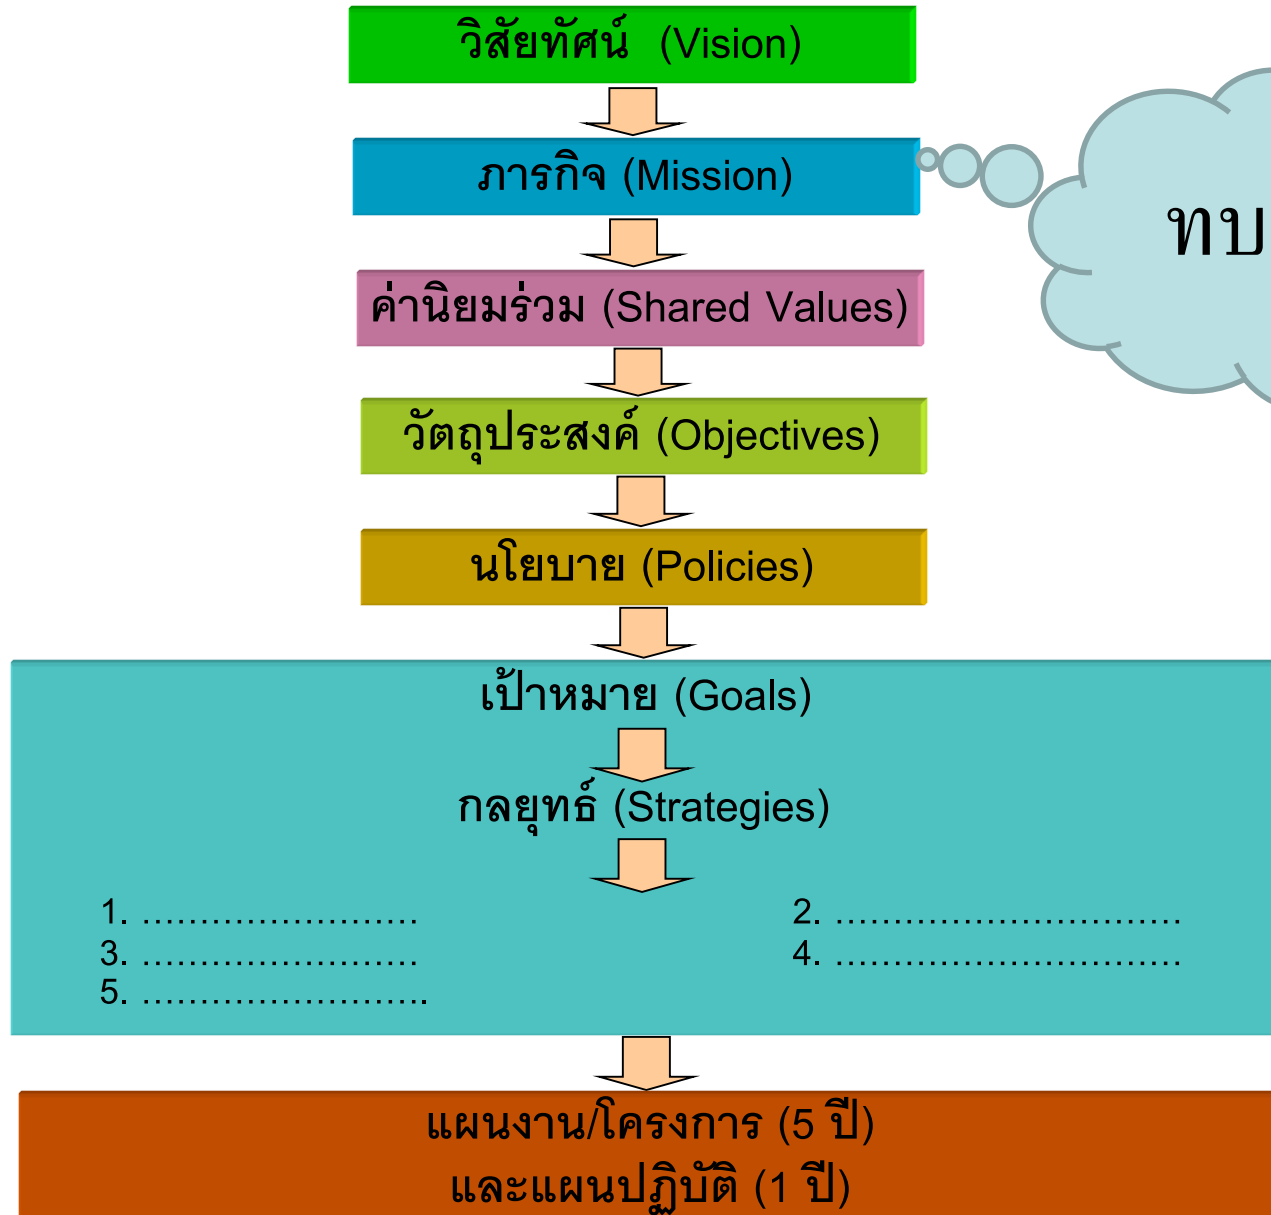 วิสัยทัศน์ (Vision)
ภารกิจ (Mission)
ทบ
ค่านิยมร่วม (Shared Values)
วัตถุประสงค์ (Objectives)
นโยบาย (Policies)
เป้าหมาย (Goals)
กลยุทธ์ (Strategies)
1. ........................ 2. ..............................
3. ........................ 4. ..............................
5. .........................
แผนงาน/โครงการ (5 ปี)
และแผนปฏิบัติ (1 ปี)